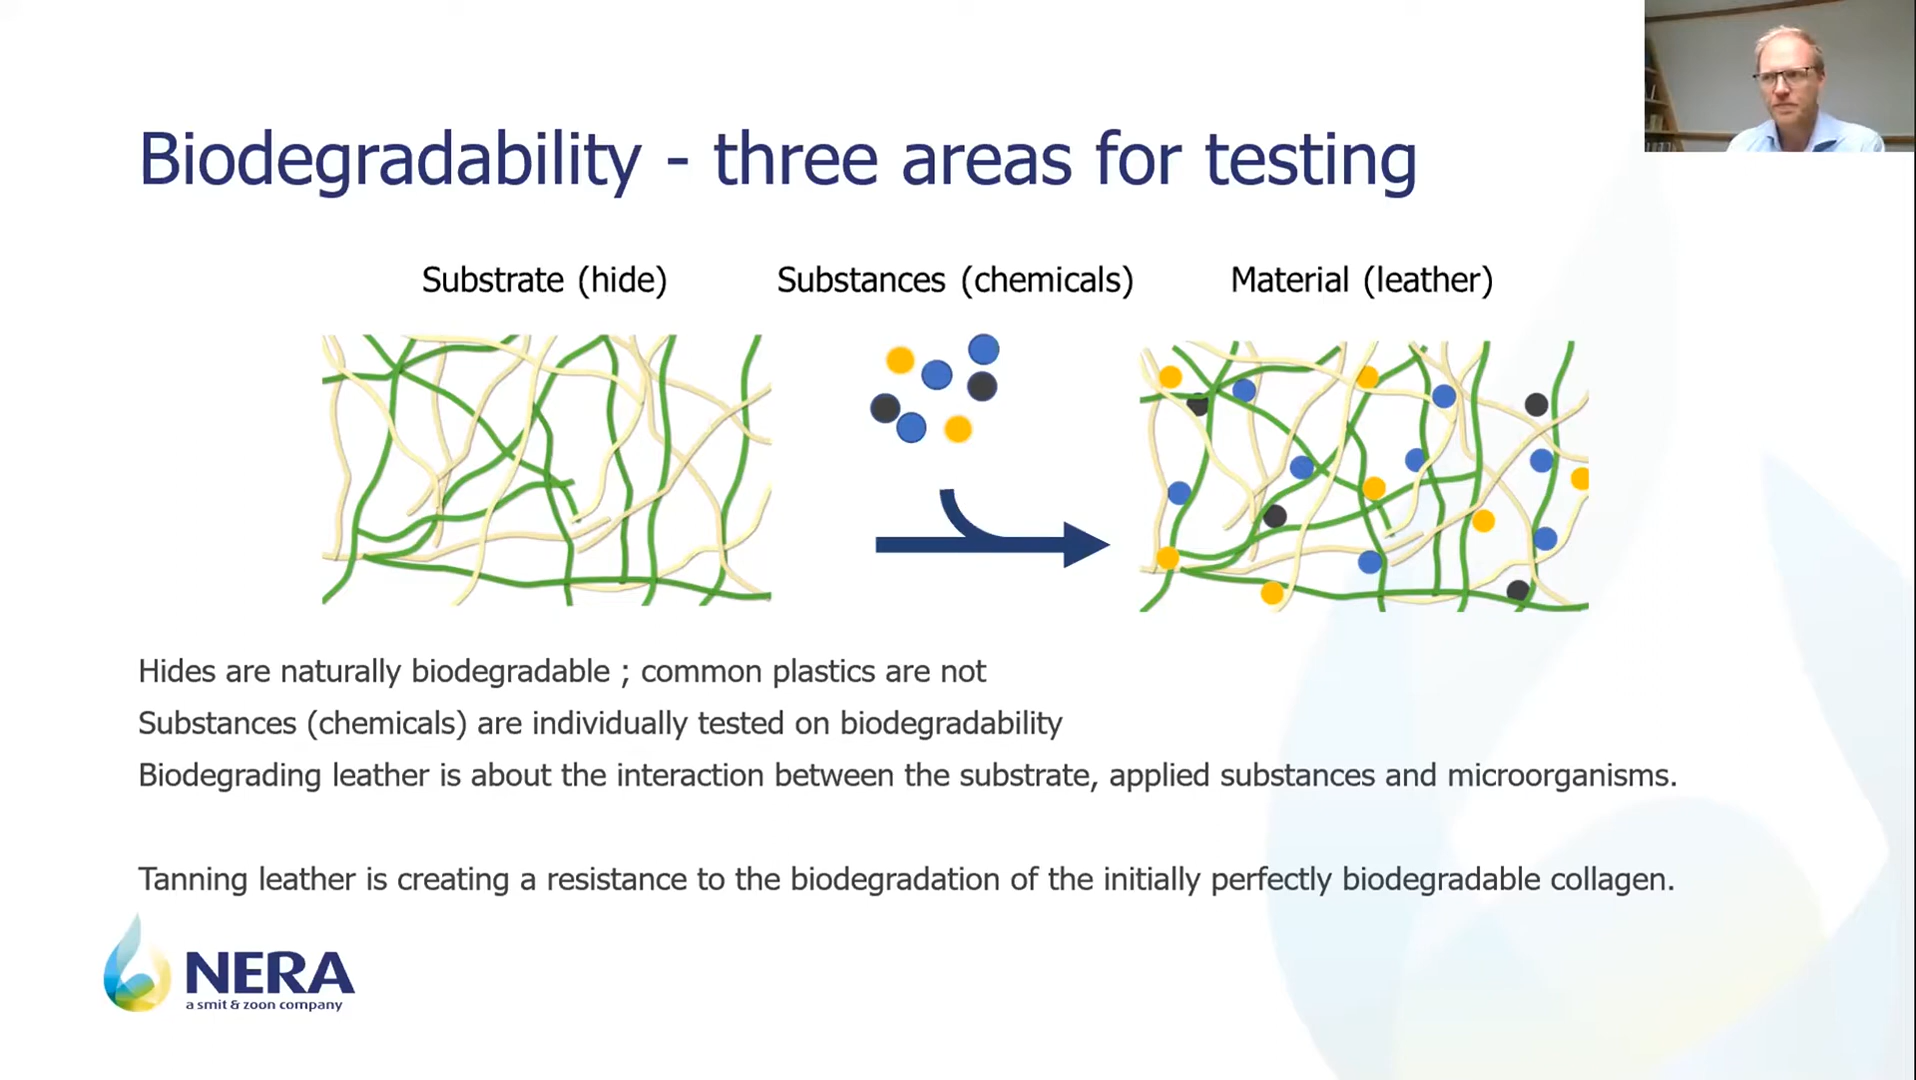 Biodegradability - three areas for testing
Substrate (hide)
Substances (chemicals)
Material (leather)
Hides are naturally biodegradable ; common plastics are not
Substances (chemicals) are individually tested on biodegradability
Biodegrading leather is about the interaction between the substrate, applied substances and microorganisms.
Tanning leather is creating a resistance to the biodegradation of the initially perfectly biodegradable collagen.
NERA
a smit & zoon company